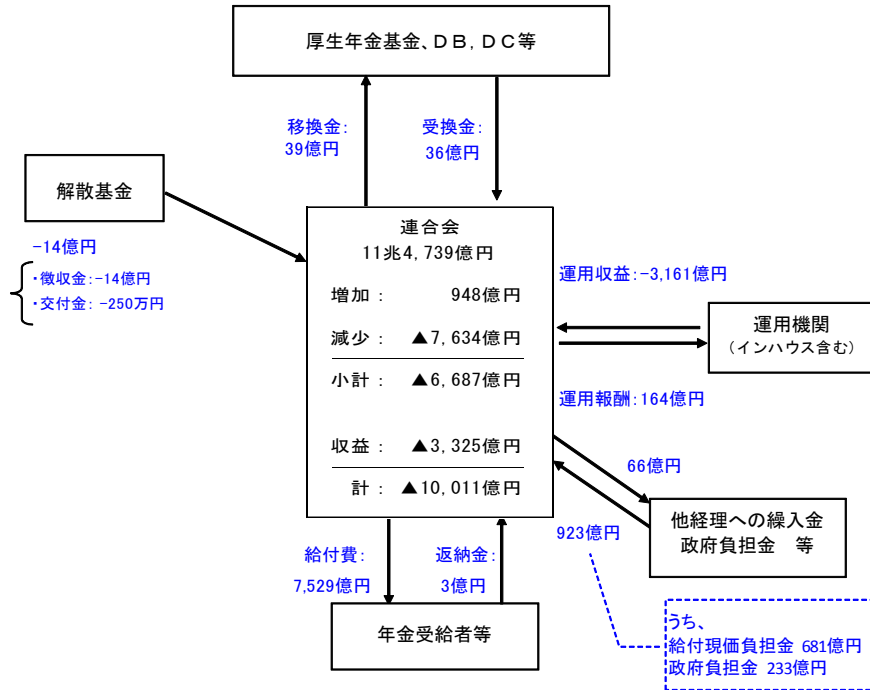 厚生年金基金、ＤＢ，ＤＣ等
移換金：
39億円
受換金：
36億円
解散基金
-14億円
・徴収金：-14億円
・交付金： -250万円
連合会
11兆4,739億円
増加： 948億円
減少： ▲7,634億円
小計： ▲6,687億円
収益： ▲3,325億円
計： ▲10,011億円
運用収益：-3,161億円
運用機関
（インハウス含む）
運用報酬：164億円
66億円
923億円
他経理への繰入金
政府負担金　等
給付費：
7,529億円
返納金：
3億円
年金受給者等
うち、
給付現価負担金 681億円
政府負担金 233億円